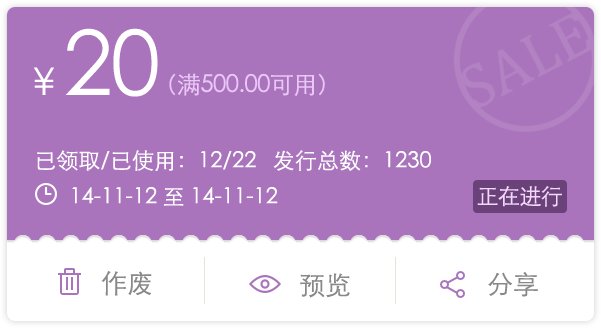 SALE
¥ 20 (满500.00可用)
已领取/已使用：12/22 发行总数：1230
14-11-12 至 14-11-12
正在进行
作废 预览 分享